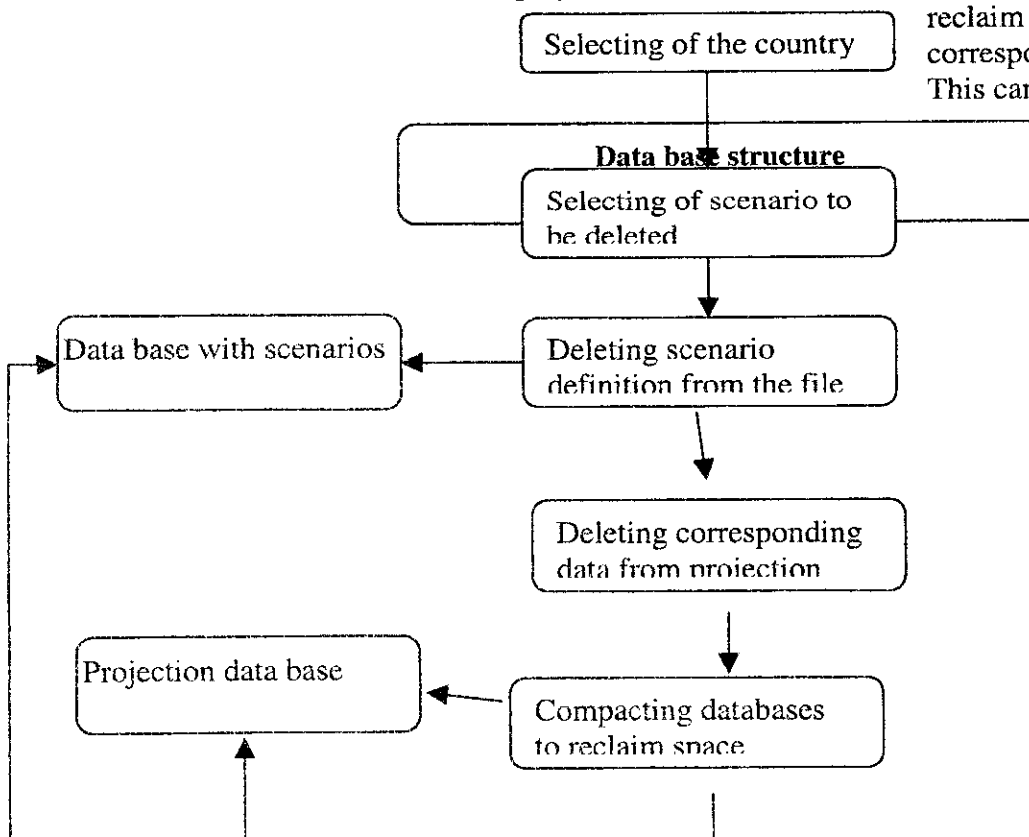 reclaim
Selecting of the country
This
Data base structure
Selecting of scenario to
be deleted
Data base with scenarios
Deleting scenario
definition from the file
Deleting corresponding
data from projection
Projection data base
Compacting databases
to reclaim space